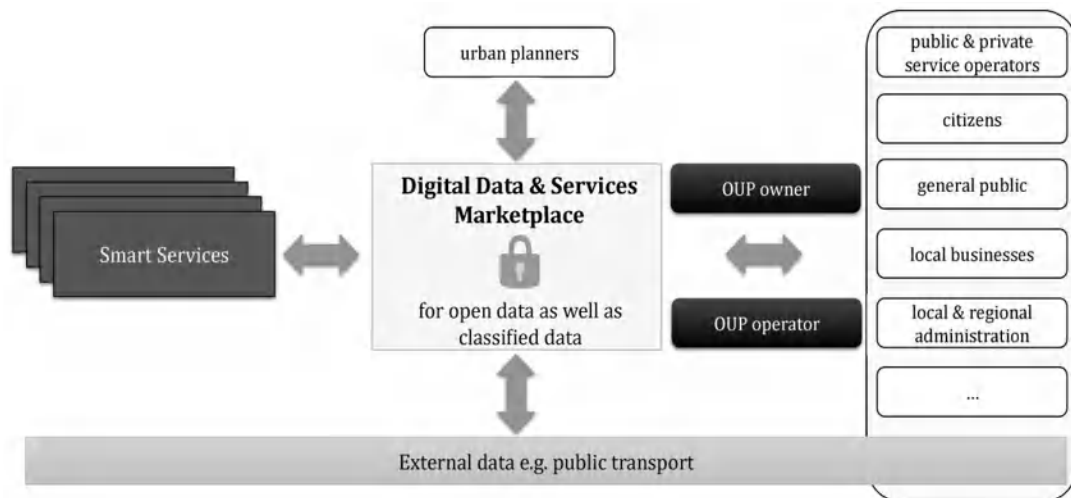 urban planners
public & private
service operators
citizens
general public
local businesses
local & regional
administration
...
Smart Services
Digital Data & Services
Marketplace
for open data as well as
classified data
OUP owner
OUP operator
External data e.g. public transport